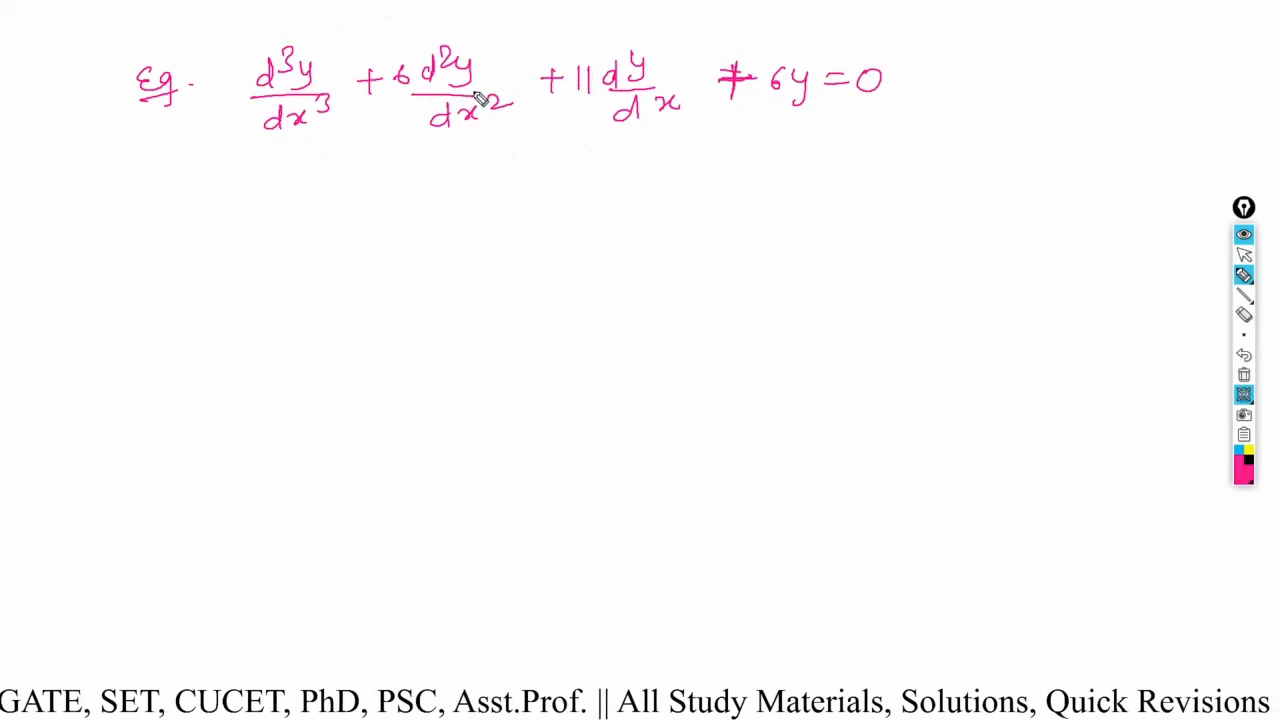 Eg. d³y/dx³ + 6 d²y/dx² + 11 dy/dx + 6y = 0
GATE, SET, CUCET, PhD, PSC, Asst.Prof. || All Study Materials, Solutions, Quick Revisions